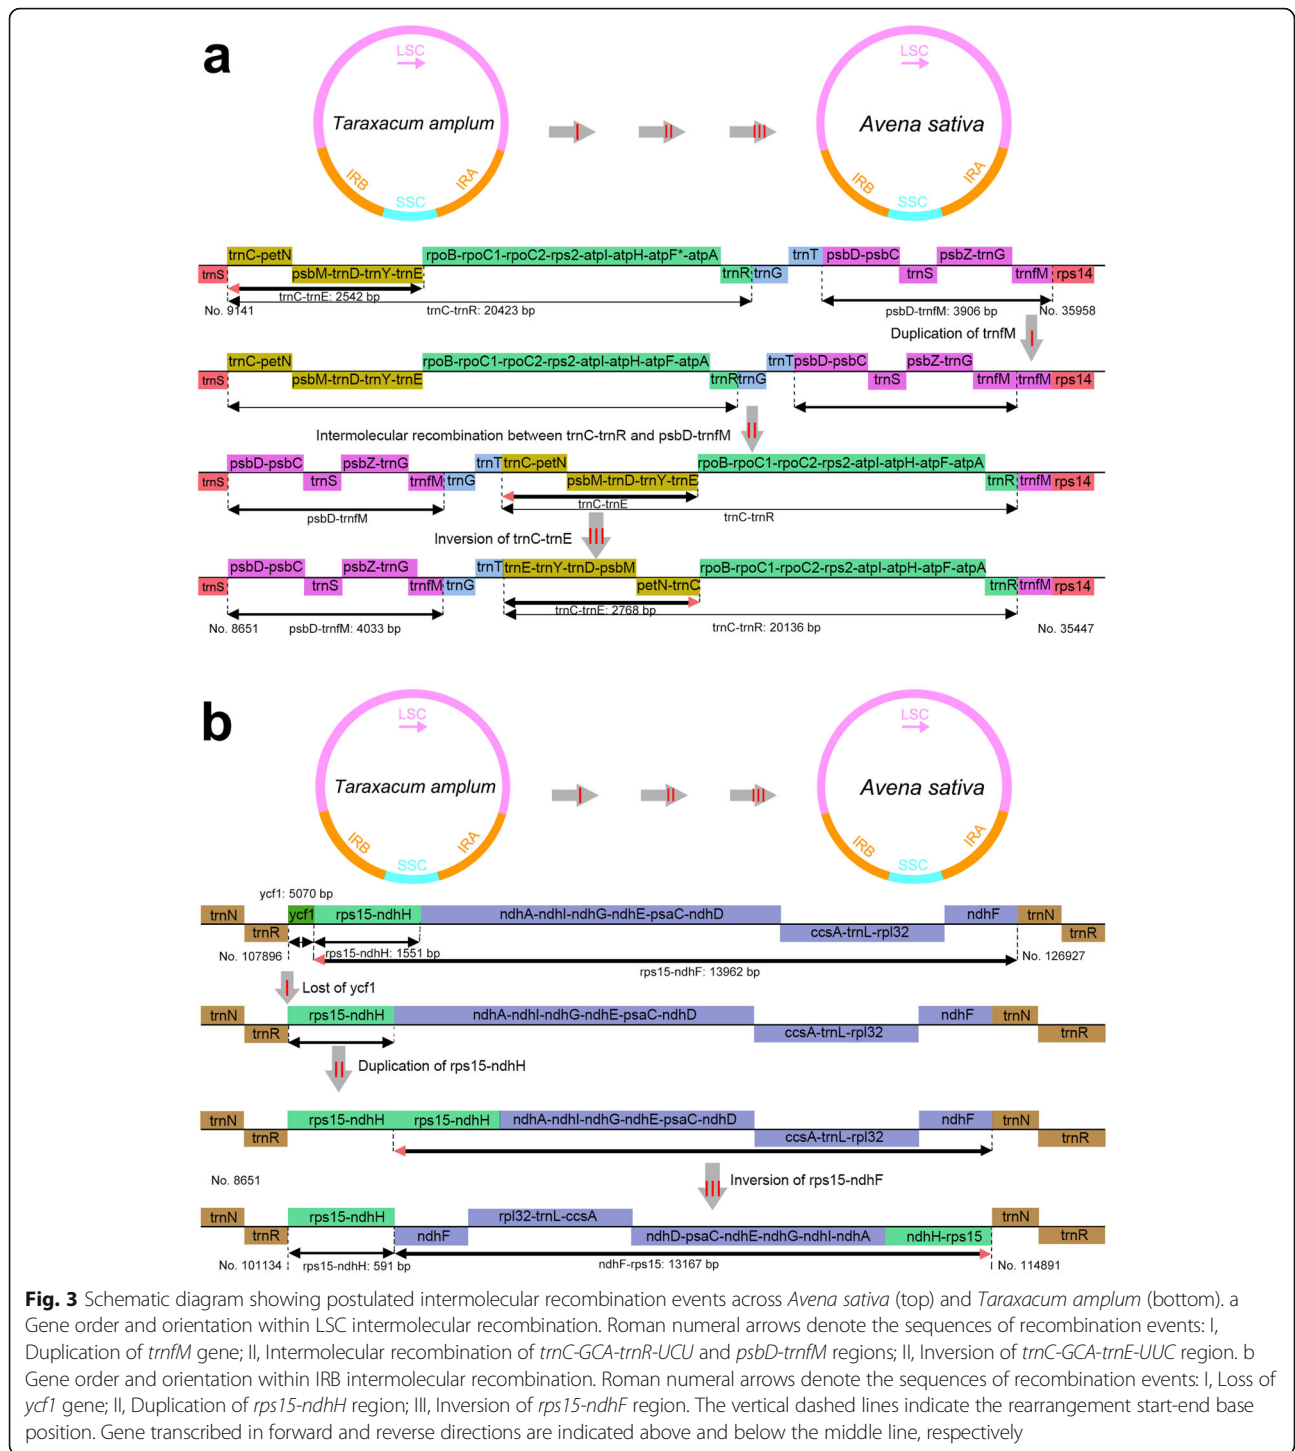 a
LSC
LSC
Taraxacum amplum
I
II
III
Avena sativa
IRB
IRA
SSC
IRB
IRA
SSC
trnC-petN
rpoB-rpoC1-rpoC2-rps2-atpI-atpH-atpF*-atpA
trnT
psbD-psbC
psbZ-trnG
trnS
psbM-trnD-trnY-trnE
trnR
trnG
trnS
trnfM
rps14
trnC-trnE: 2542 bp
No. 9141
trnC-trnR: 20423 bp
psbD-trnfM: 3906 bp
No. 35958
Duplication of trnfM
I
trnC-petN
rpoB-rpoC1-rpoC2-rps2-atpI-atpH-atpF-atpA
trnT
psbD-psbC
psbZ-trnG
trnS
psbM-trnD-trnY-trnE
trnR
trnG
trnS
trnfM
trnfM
rps14
Intermolecular recombination between trnC-trnR and psbD-trnfM
II
psbD-psbC
psbZ-trnG
trnT
trnC-petN
rpoB-rpoC1-rpoC2-rps2-atpI-atpH-atpF-atpA
trnS
trnS
trnfM
trnG
psbM-trnD-trnY-trnE
trnR
trnfM
rps14
trnC-trnE
psbD-trnfM
trnC-trnR
Inversion of trnC-trnE
III
psbD-psbC
psbZ-trnG
trnT
trnE-trnY-trnD-psbM
rpoB-rpoC1-rpoC2-rps2-atpI-atpH-atpF-atpA
trnS
trnS
trnfM
trnG
petN-trnC
trnR
trnfM
rps14
trnC-trnE: 2768 bp
No. 8651
psbD-trnfM: 4033 bp
trnC-trnR: 20136 bp
No. 35447
b
LSC
LSC
Taraxacum amplum
I
II
III
Avena sativa
IRB
IRA
SSC
IRB
IRA
SSC
ycf1: 5070 bp
trnN
ycf1
rps15-ndhH
ndhA-ndhI-ndhG-ndhE-psaC-ndhD
ndhF
trnN
trnR
ccsA-trnL-rpl32
trnR
No. 107896
rps15-ndhH: 1551 bp
rps15-ndhF: 13962 bp
No. 126927
I
Lost of ycf1
trnN
rps15-ndhH
ndhA-ndhI-ndhG-ndhE-psaC-ndhD
ndhF
trnN
trnR
ccsA-trnL-rpl32
trnR
II
Duplication of rps15-ndhH
trnN
rps15-ndhH
rps15-ndhH
ndhA-ndhI-ndhG-ndhE-psaC-ndhD
ndhF
trnN
trnR
ccsA-trnL-rpl32
trnR
No. 8651
III
Inversion of rps15-ndhF
trnN
rps15-ndhH
rpl32-trnL-ccsA
trnN
trnR
ndhF
ndhD-psaC-ndhE-ndhG-ndhI-ndhA
ndhH-rps15
trnR
No. 101134
rps15-ndhH: 591 bp
ndhF-rps15: 13167 bp
No. 114891
Fig. 3 Schematic diagram showing postulated intermolecular recombination events across Avena sativa (top) and Taraxacum amplum (bottom). a
Gene order and orientation within LSC intermolecular recombination. Roman numeral arrows denote the sequences of recombination events: I,
Duplication of trnfM gene; II, Intermolecular recombination of trnC-GCA-trnR-UCU and psbD-trnfM regions; II, Inversion of trnC-GCA-trnE-UUC region. b
Gene order and orientation within IRB intermolecular recombination. Roman numeral arrows denote the sequences of recombination events: I, Loss of
ycf1 gene; II, Duplication of rps15-ndhH region; III, Inversion of rps15-ndhF region. The vertical dashed lines indicate the rearrangement start-end base
position. Gene transcribed in forward and reverse directions are indicated above and below the middle line, respectively